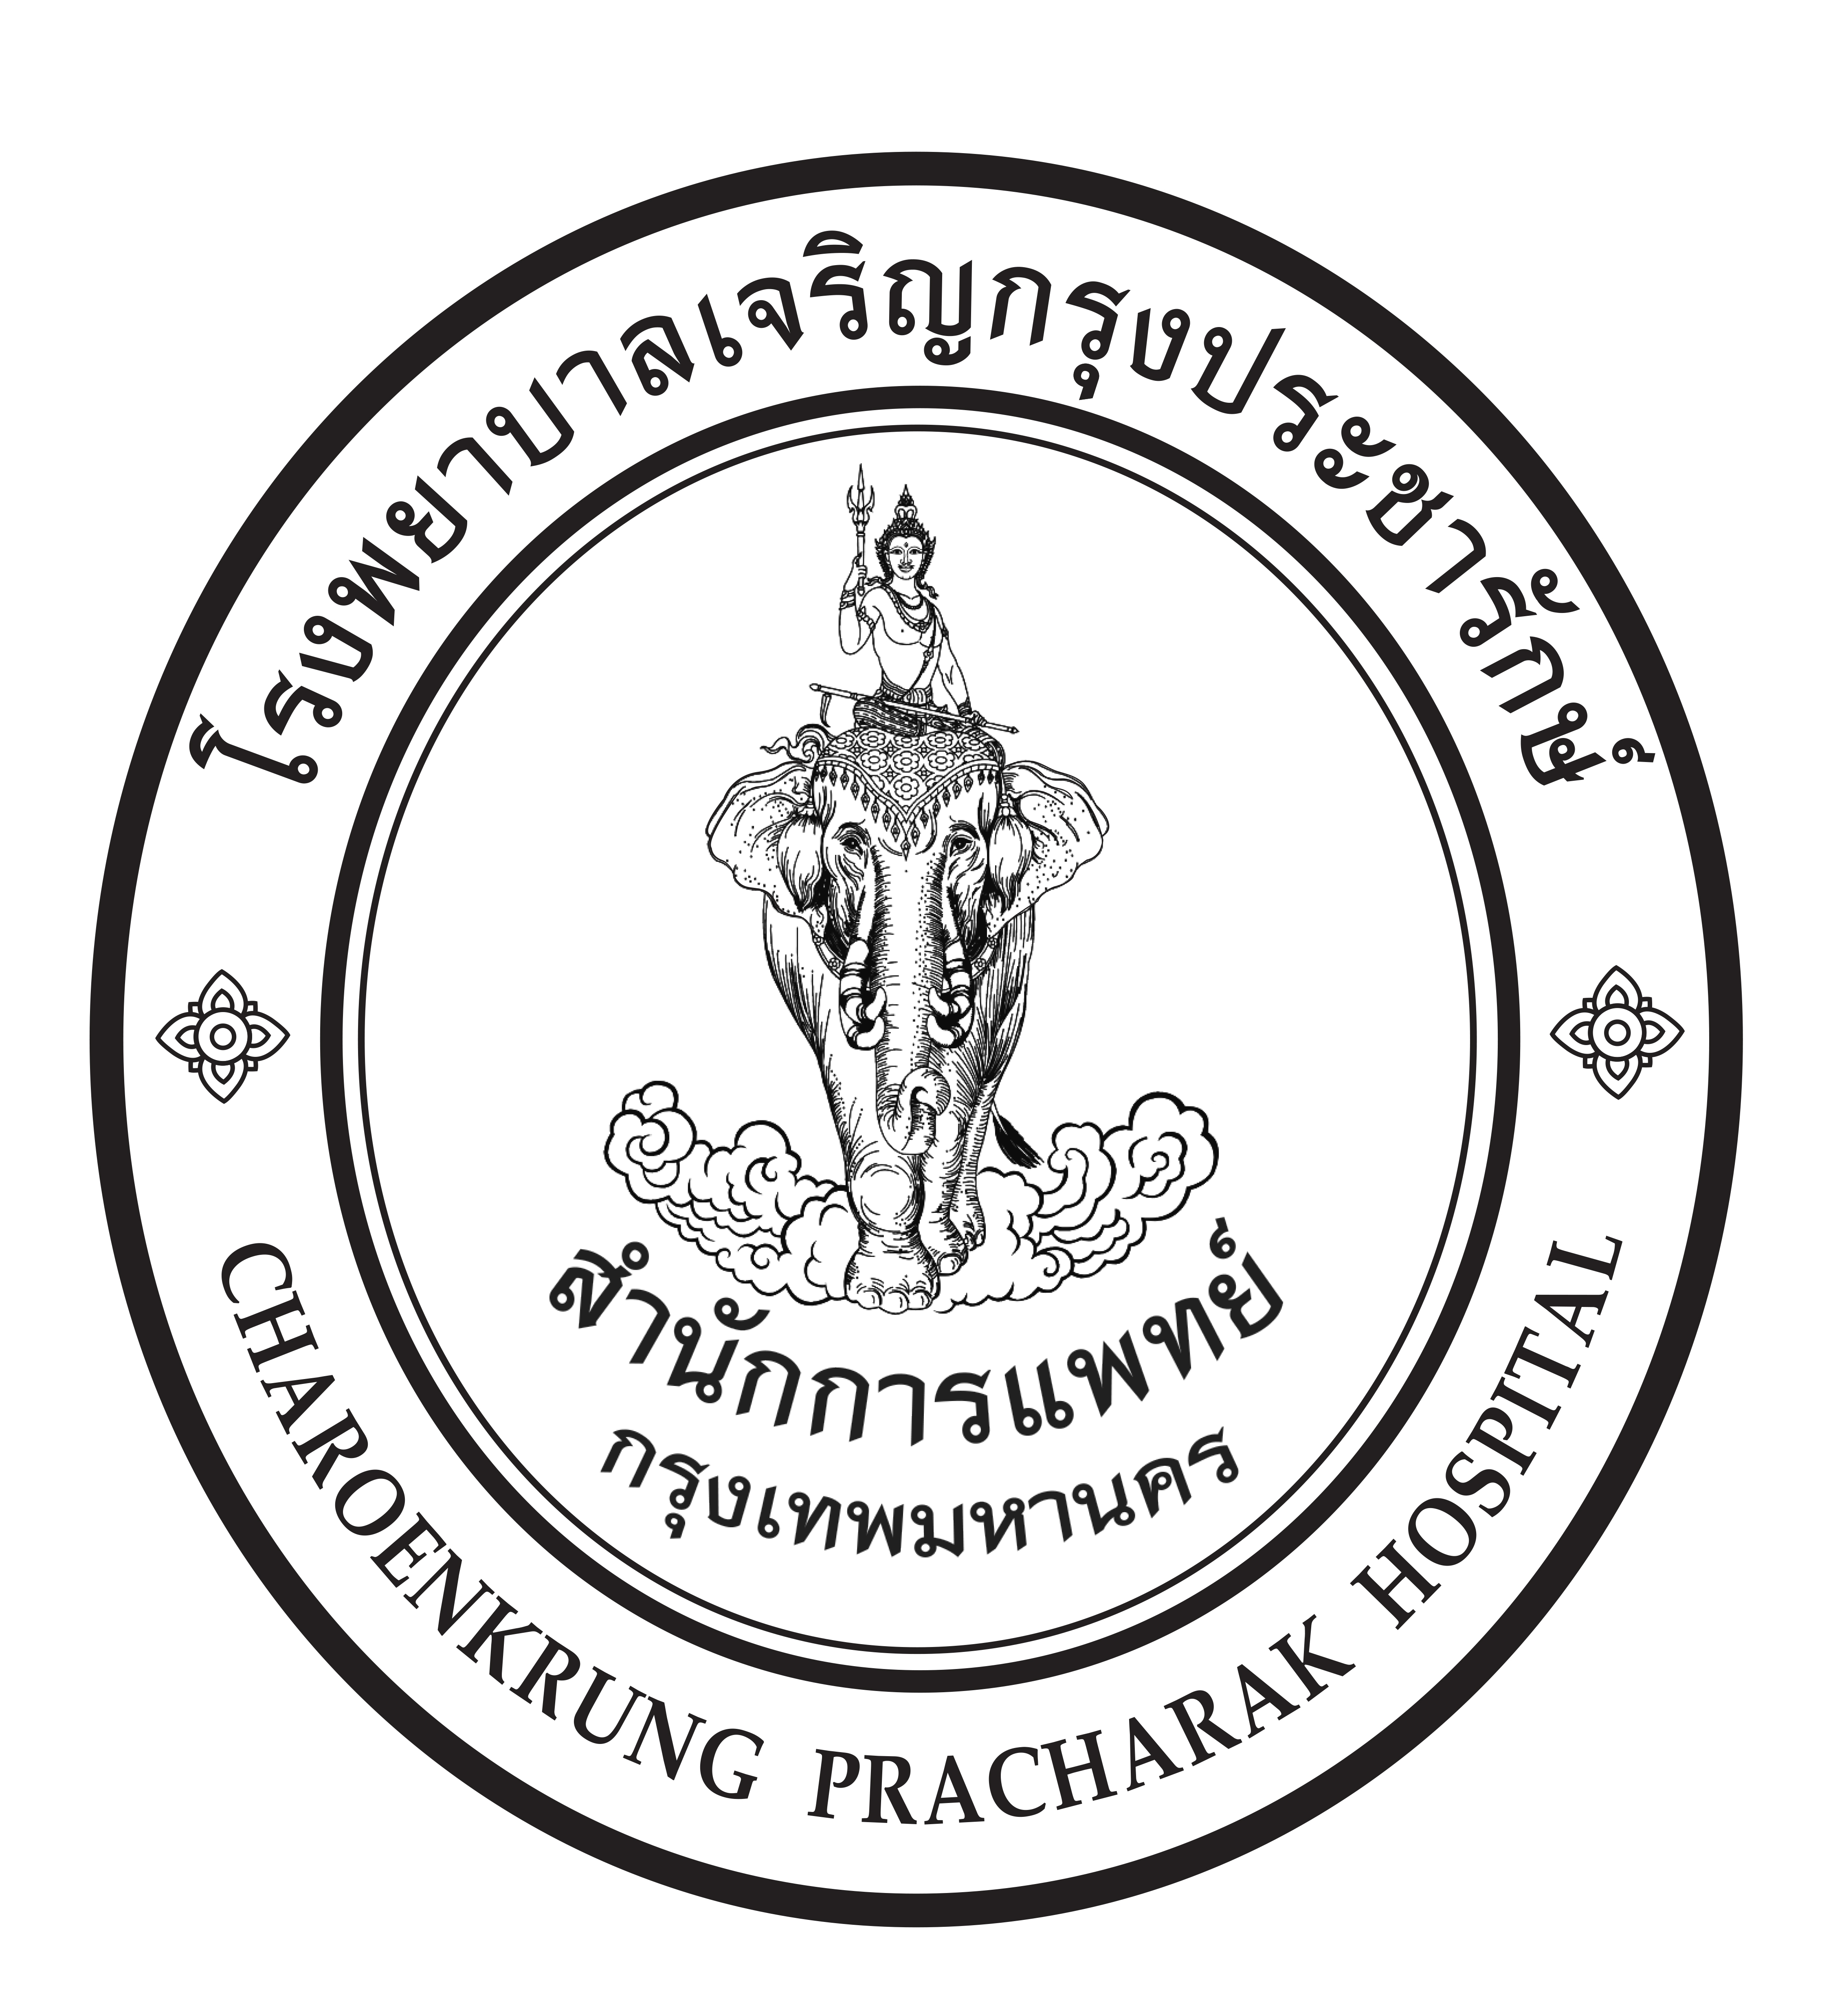 โรงพยาบาลเจริญกรุงประชารักษ์
สำนักการแพทย์
กรุงเทพมหานคร
CHAROENKRUNG PRACHARAK HOSPITAL